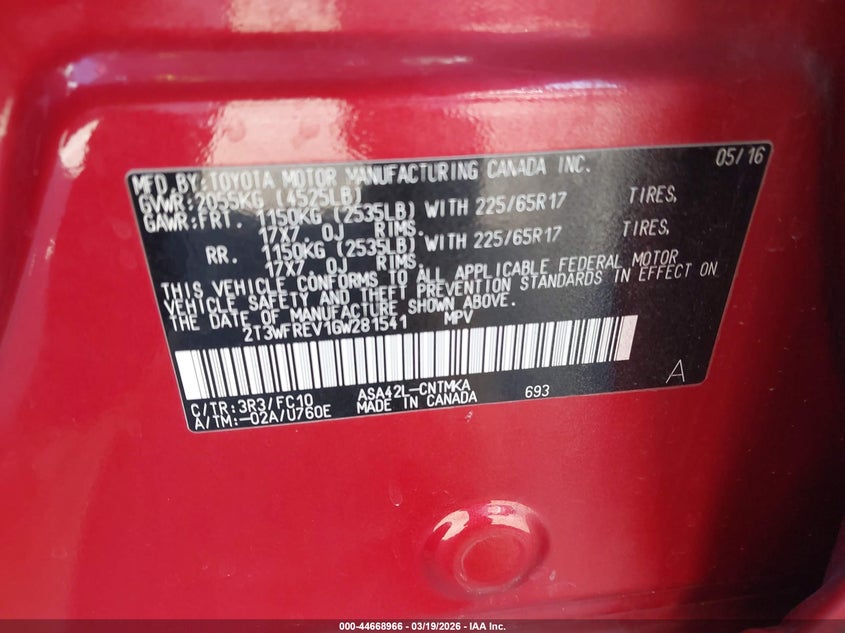 MFD.BY:TOYOTA MOTOR MANUFACTURING CANADA INC. 05/16
GVWR:2055KG (4525LB)
GAWR:FRT. 1150KG (2535LB) WITH 225/65R17 TIRES,
17X7. 0J RIMS.
RR. 1150KG (2535LB) WITH 225/65R17 TIRES,
17X7. 0J RIMS.
THIS VEHICLE CONFORMS TO ALL APPLICABLE FEDERAL MOTOR
VEHICLE SAFETY AND THEFT PREVENTION STANDARDS IN EFFECT ON
THE DATE OF MANUFACTURE SHOWN ABOVE.
2T3WFREV1GW281541 MPV
C/TR:3R3/FC10 ASA42L-CNTMKA 693 A
A/TM:-02A/U760E MADE IN CANADA
000-44668966 — 03/19/2026 — IAA Inc.